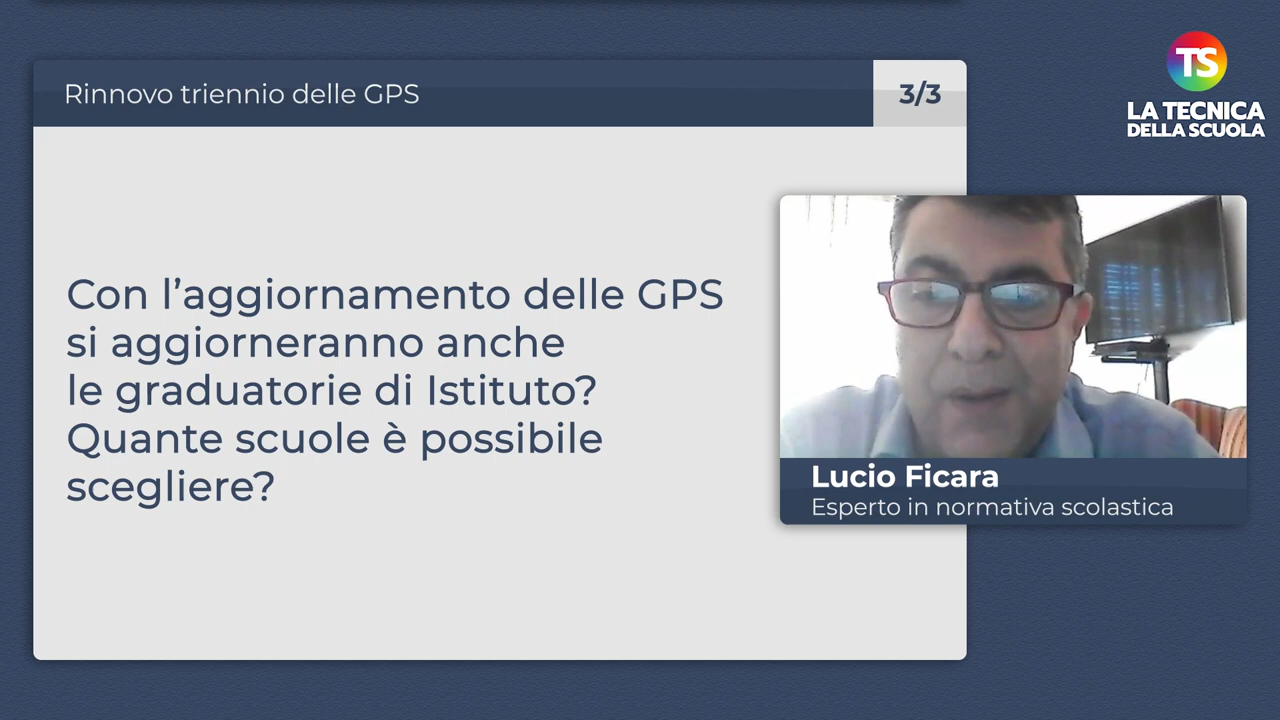 Rinnovo triennio delle GPS
3/3
TS
LA TECNICA
DELLA SCUOLA
Con l’aggiornamento delle GPS
si aggiorneranno anche
le graduatorie di Istituto?
Quante scuole è possibile
scegliere?
Lucio Ficara
Esperto in normativa scolastica